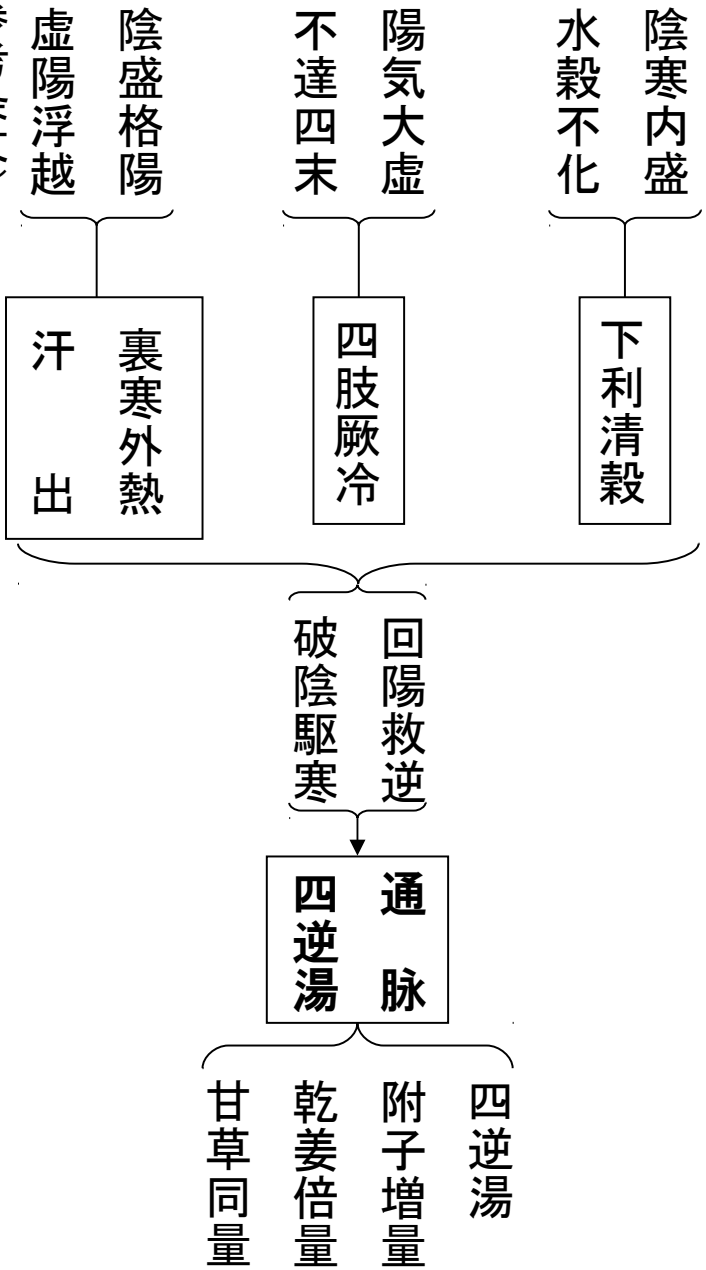 陰寒内盛
水穀不化
下利清穀
陽気大虚
不達四末
四肢厥冷
陰盛格陽
虚陽浮越
裏寒外熱
汗出
回陽救逆
破陰駆寒
通脉
四逆湯
四逆湯
附子増量
乾姜倍量
甘草同量